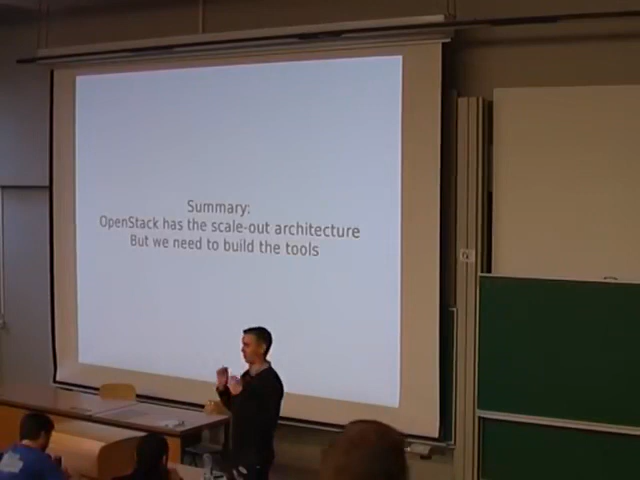 Summary:
OpenStack has the scale-out architecture
But we need to build the tools